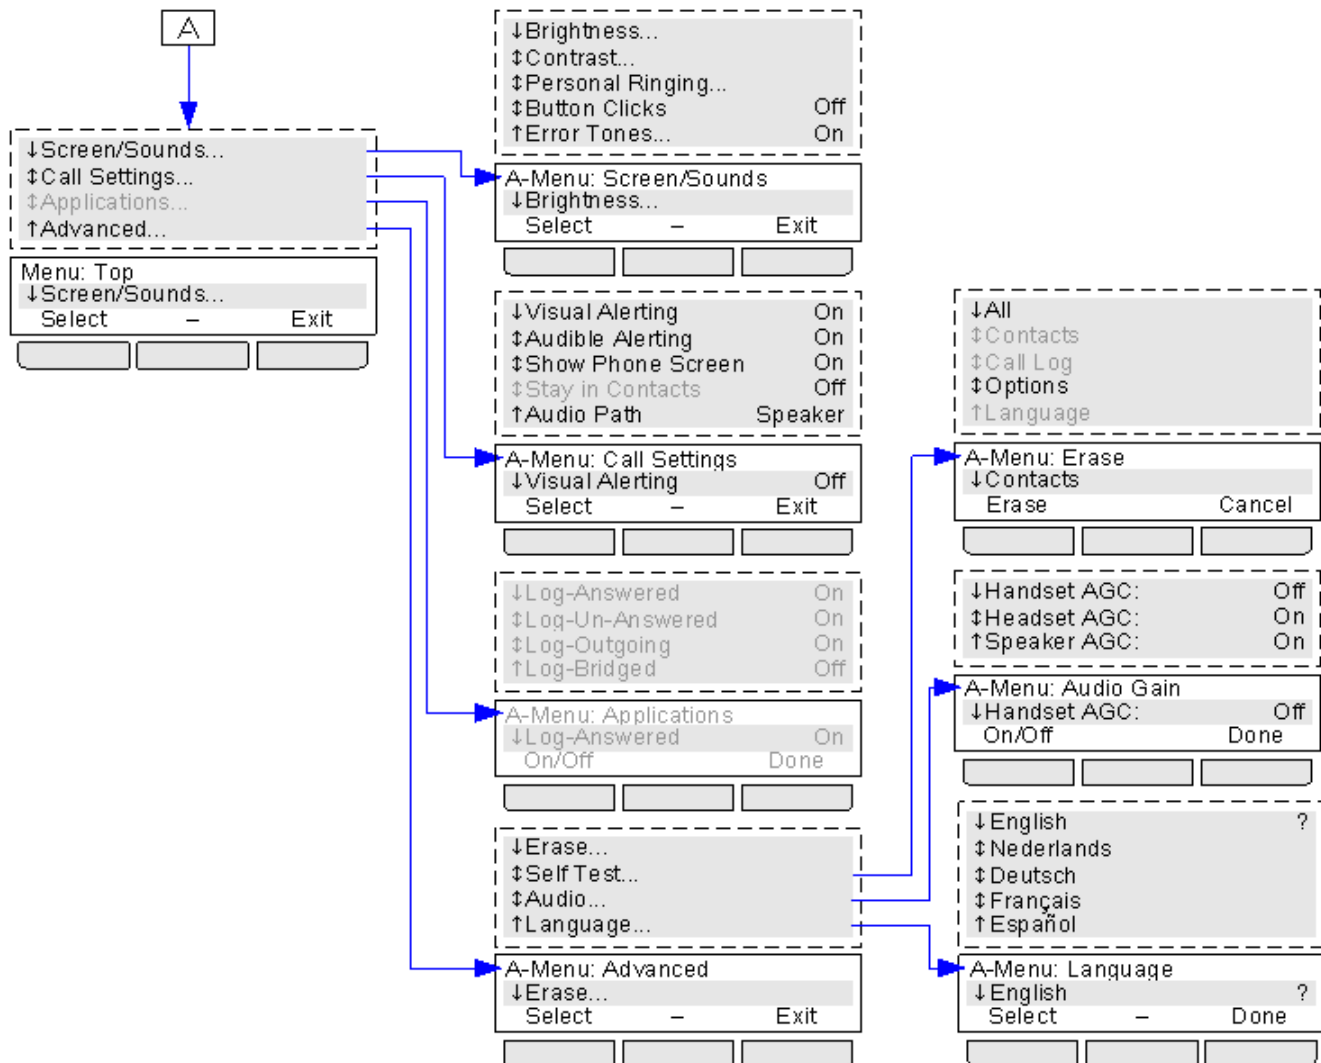 A
↓Screen/Sounds...
↕Call Settings...
↕Applications...
↑Advanced...
Menu: Top
↓Screen/Sounds...
Select – Exit
↓Brightness...
↕Contrast...
↕Personal Ringing...
↕Button Clicks Off
↑Error Tones... On
A-Menu: Screen/Sounds
↓Brightness...
Select – Exit
↓Visual Alerting On
↕Audible Alerting On
↕Show Phone Screen On
↕Stay in Contacts Off
↑Audio Path Speaker
A-Menu: Call Settings
↓Visual Alerting Off
Select – Exit
↓Log-Answered On
↕Log-Un-Answered On
↕Log-Outgoing On
↑Log-Bridged Off
A-Menu: Applications
↓Log-Answered On
On/Off Done
↓Erase...
↕Self Test...
↕Audio...
↑Language...
A-Menu: Advanced
↓Erase...
Select – Exit
↓All
↕Contacts
↕Call Log
↕Options
↑Language
A-Menu: Erase
↓Contacts
Erase Cancel
↓Handset AGC: Off
↕Headset AGC: On
↑Speaker AGC: On
A-Menu: Audio Gain
↓Handset AGC: Off
On/Off Done
↓English ?
↕Nederlands
↕Deutsch
↕Français
↑Español
A-Menu: Language
↓English ?
Select – Done